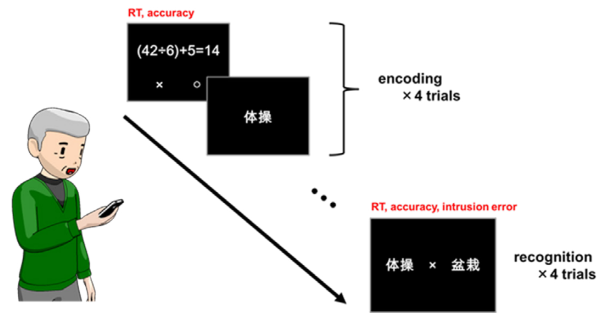 RT, accuracy
(42÷6)+5=14
× ○
体操
encoding
×4 trials
RT, accuracy, intrusion error
体操 × 盆栽
recognition
×4 trials